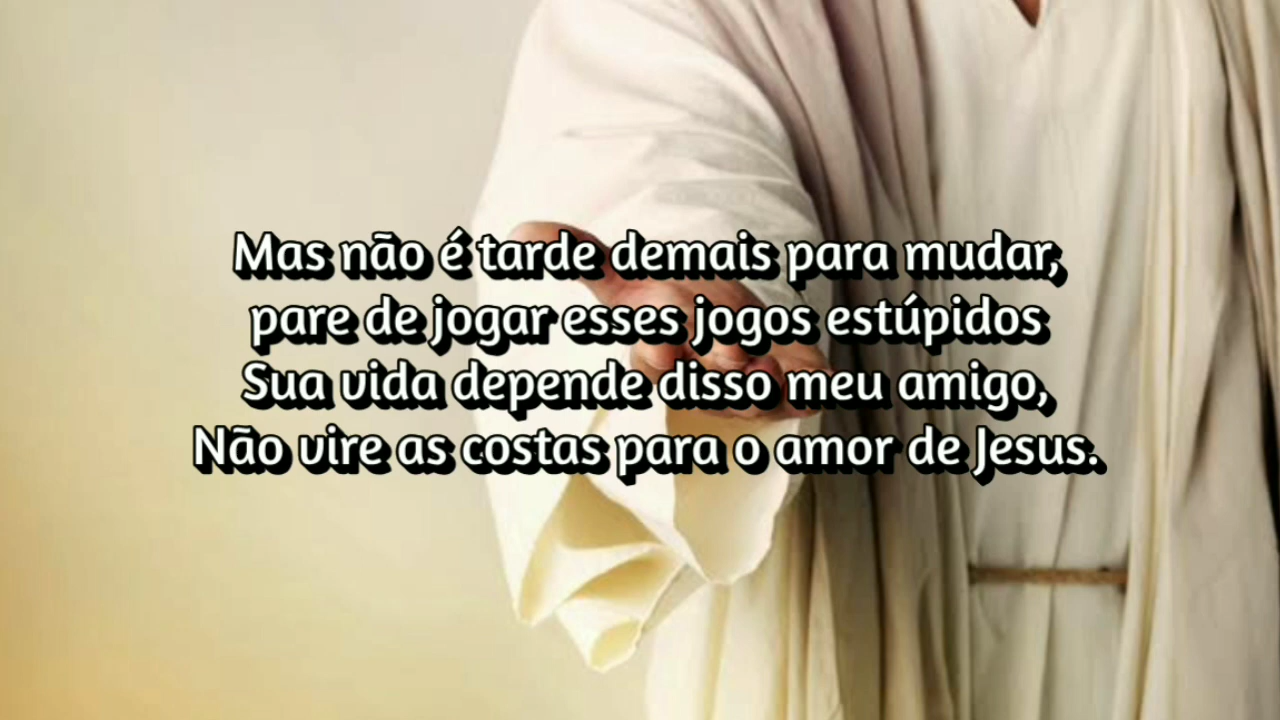 Mas não é tarde demais para mudar,
pare de jogar esses jogos estúpidos
Sua vida depende disso meu amigo,
Não vire as costas para o amor de Jesus.